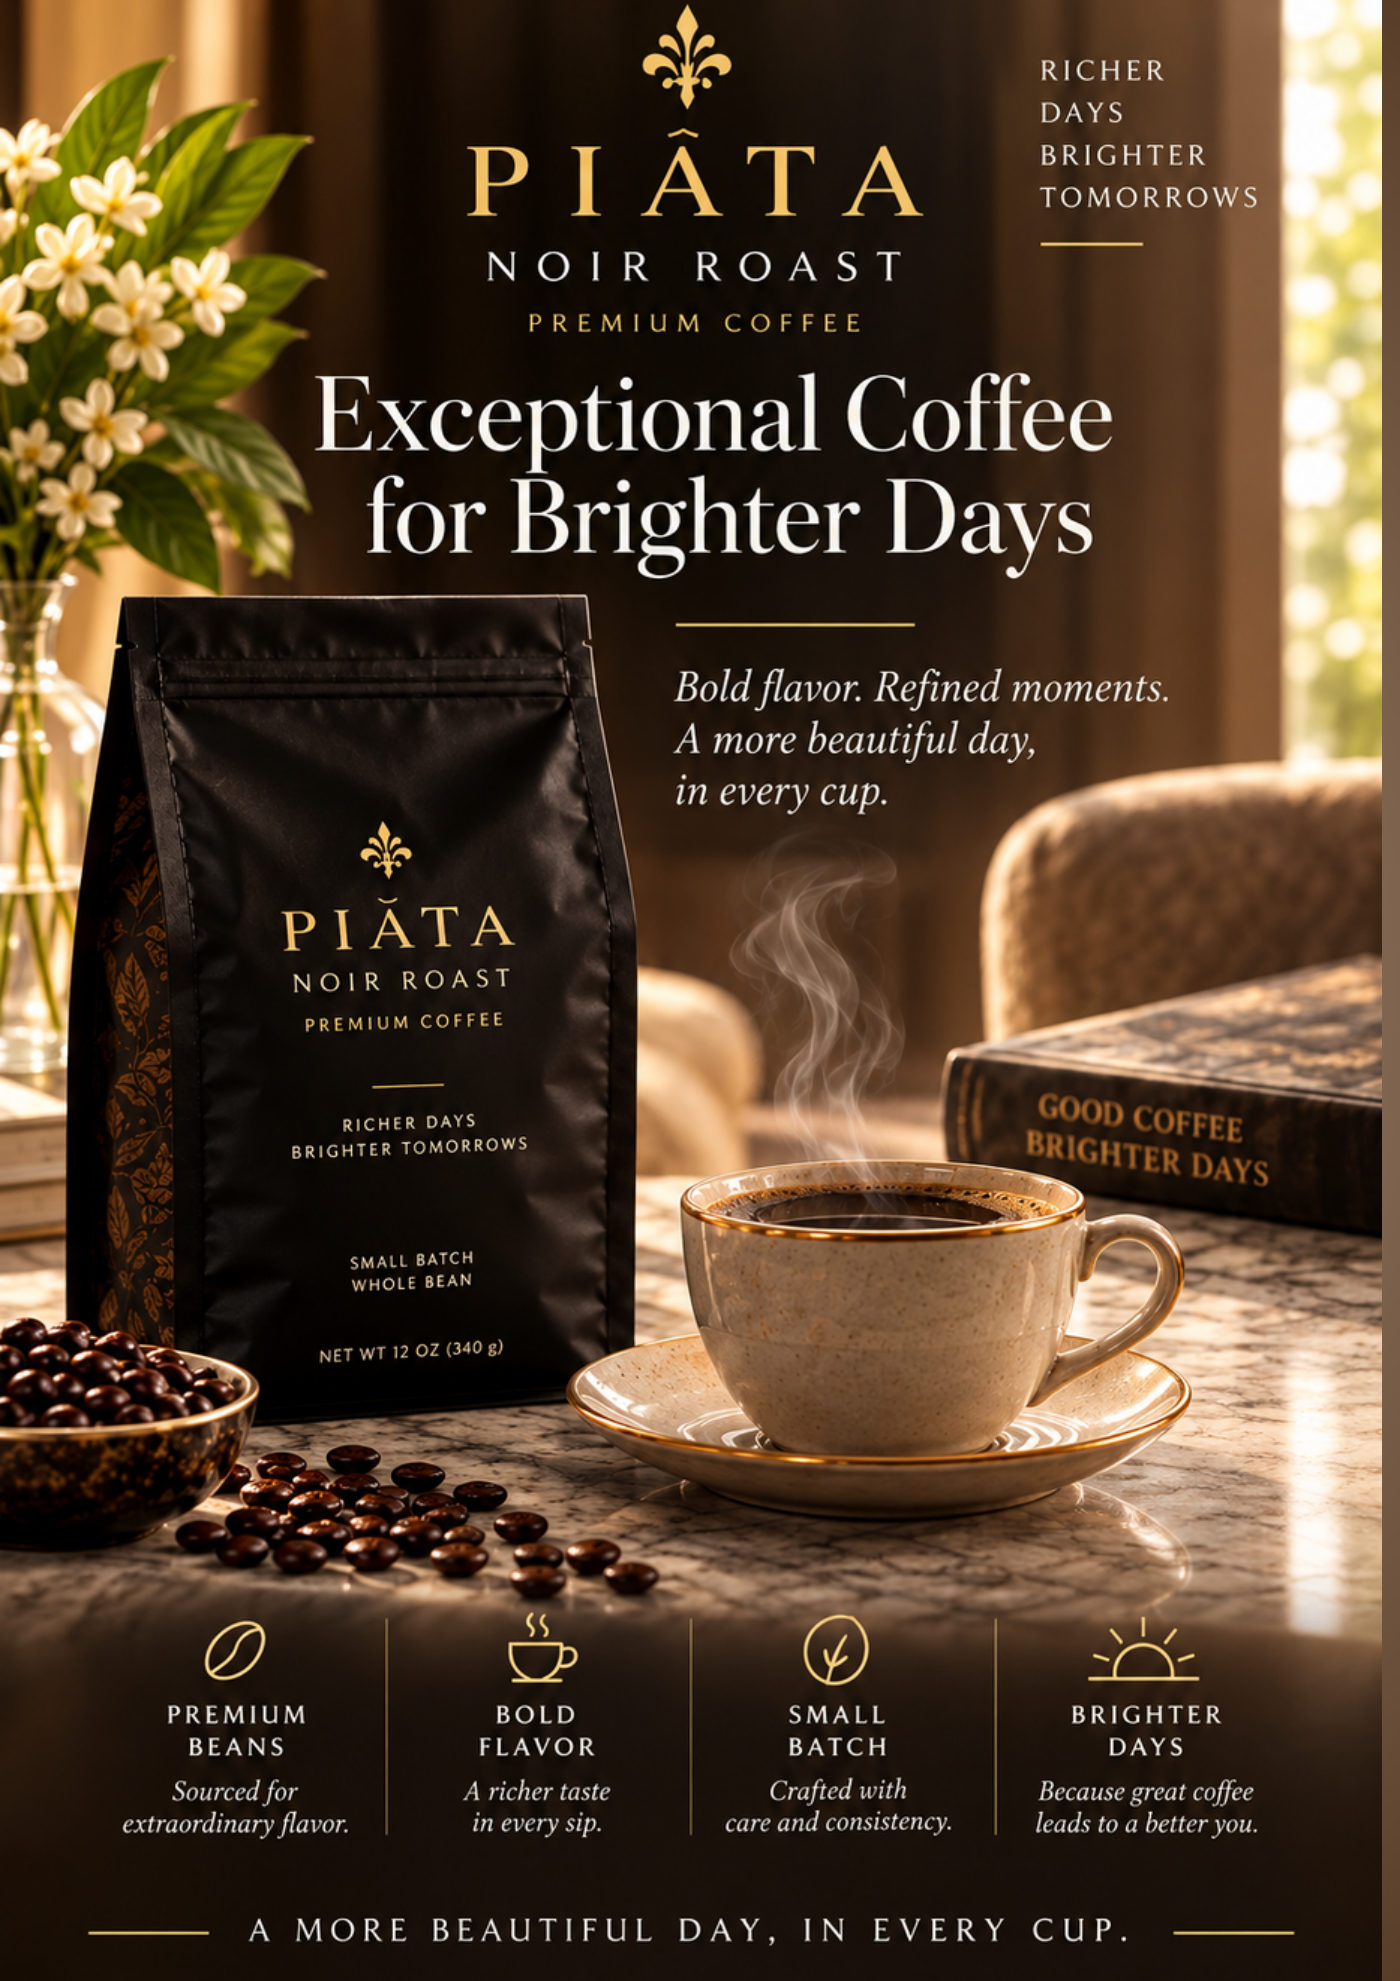 PIÂTA
NOIR ROAST
PREMIUM COFFEE
RICHER
DAYS
BRIGHTER
TOMORROWS
Exceptional Coffee
for Brighter Days
Bold flavor. Refined moments.
A more beautiful day,
in every cup.
PIĂTA
NOIR ROAST
PREMIUM COFFEE
RICHER DAYS
BRIGHTER TOMORROWS
SMALL BATCH
WHOLE BEAN
NET WT 12 OZ (340 g)
GOOD COFFEE
BRIGHTER DAYS
PREMIUM
BEANS
Sourced for
extraordinary flavor.
BOLD
FLAVOR
A richer taste
in every sip.
SMALL
BATCH
Crafted with
care and consistency.
BRIGHTER
DAYS
Because great coffee
leads to a better you.
A MORE BEAUTIFUL DAY, IN EVERY CUP.